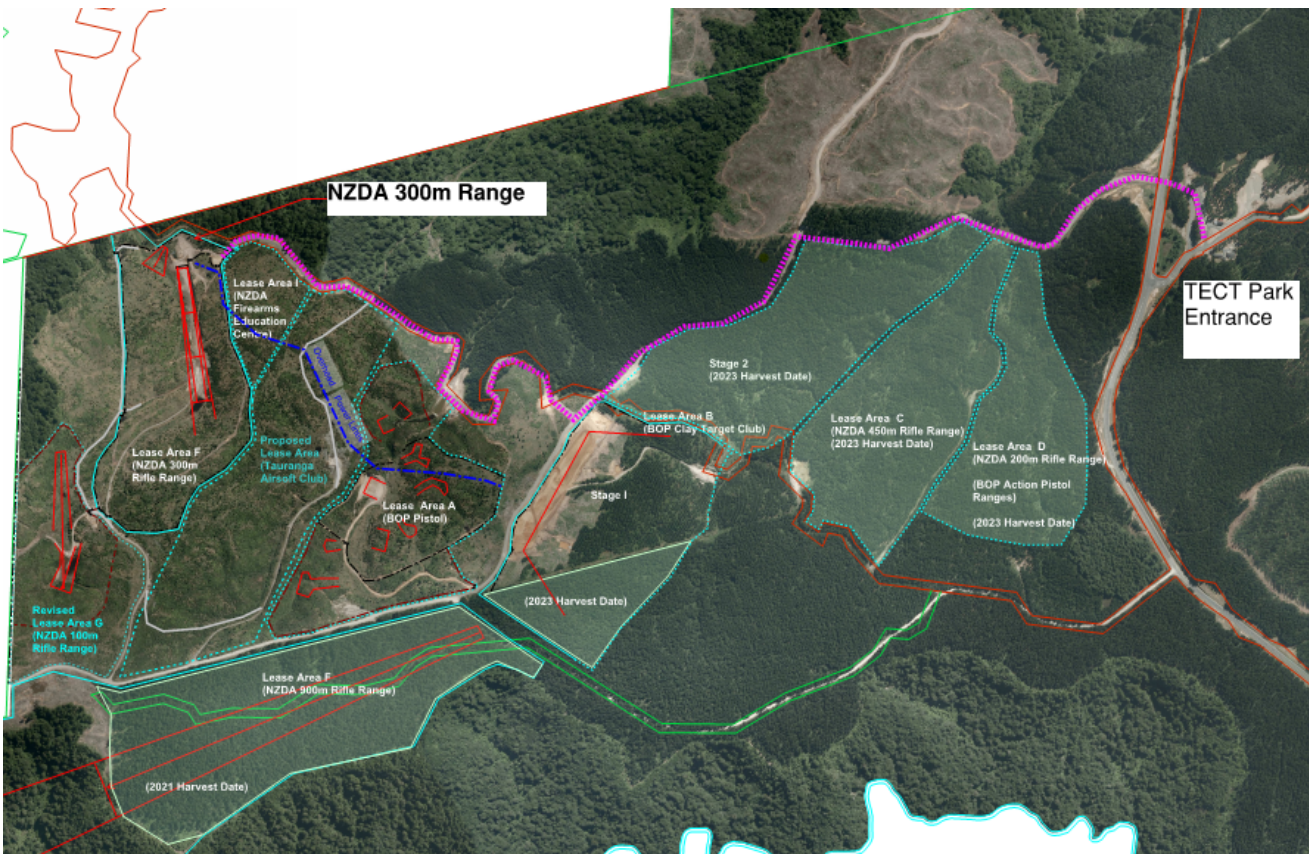 NZDA 300m Range
TECT Park
Entrance
Lease Area I
(NZDA
Firearms
Education
Centre)
Overhead Power Lines
Stage 2
(2023 Harvest Date)
Lease Area B
(BOP Clay Target Club)
Lease Area C
(NZDA 450m Rifle Range)
(2023 Harvest Date)
Lease Area D
(NZDA 200m Rifle Range)
(BOP Action Pistol
Ranges)
(2023 Harvest Date)
Lease Area F
(NZDA 300m
Rifle Range)
Proposed
Lease Area
(Tauranga
Airsoft Club)
Lease Area A
(BOP Pistol)
Stage I
(2023 Harvest Date)
Revised
Lease Area G
(NZDA 100m
Rifle Range)
Lease Area F
(NZDA 900m Rifle Range)
(2021 Harvest Date)